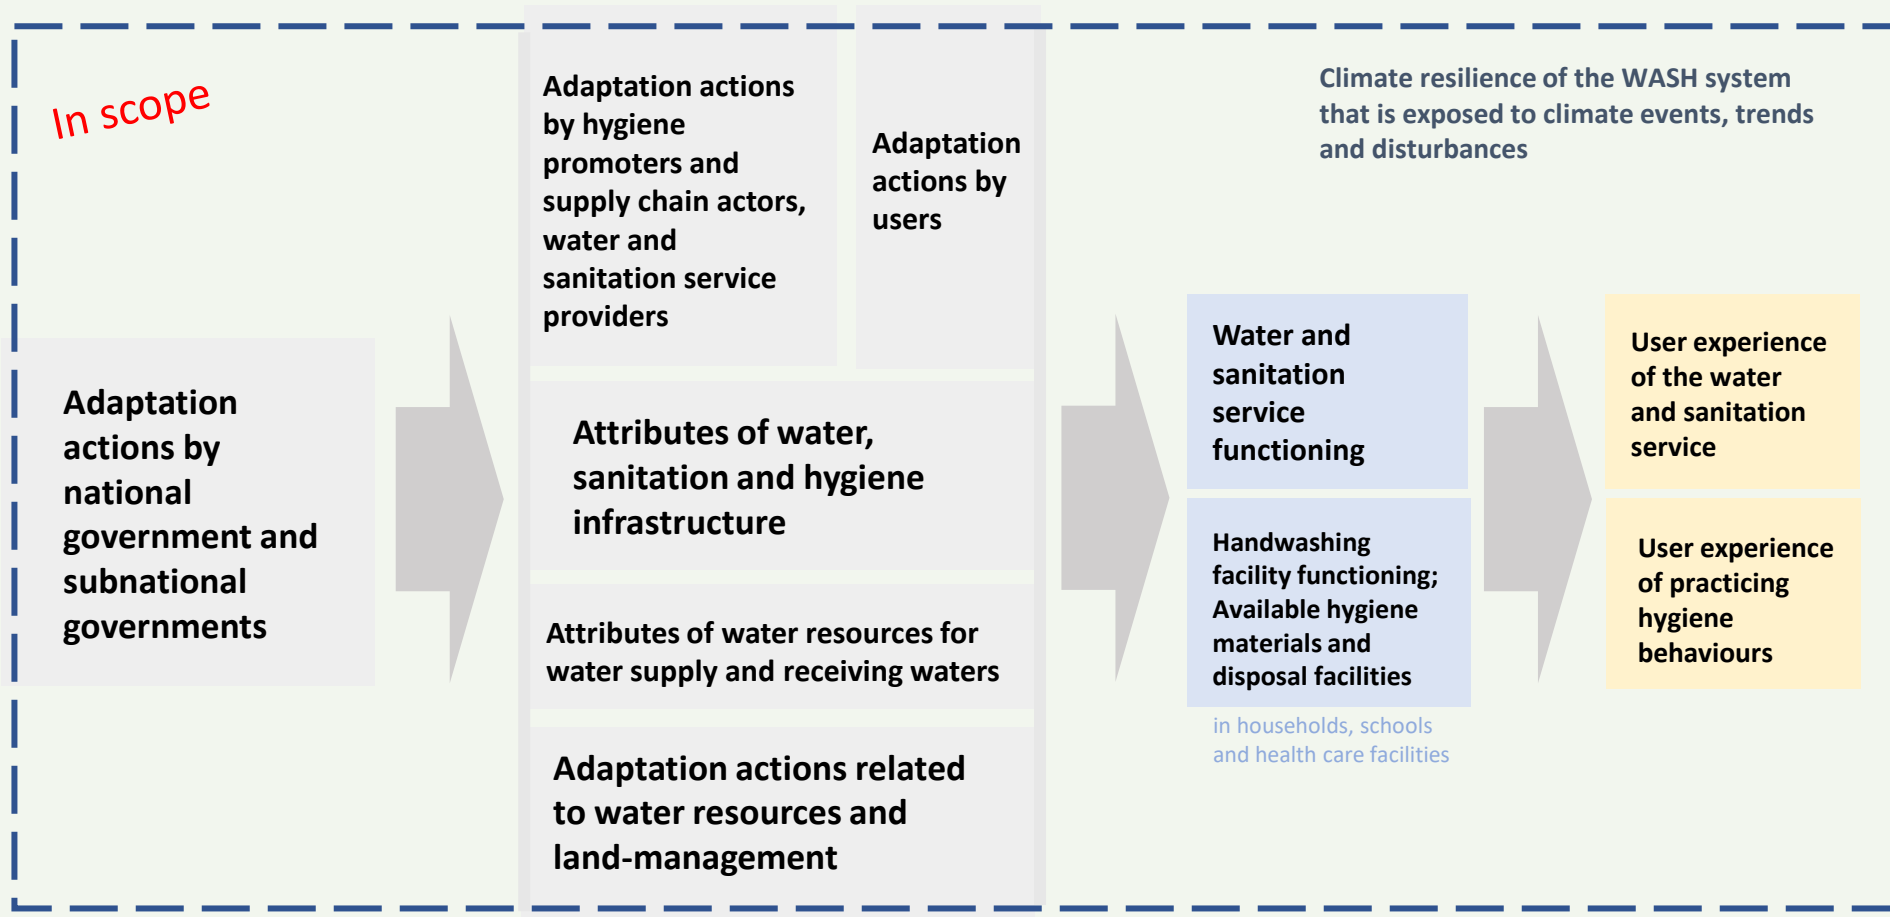 In scope
Adaptation
actions by
national
government and
subnational
governments
Adaptation actions
by hygiene
promoters and
supply chain actors,
water and
sanitation service
providers
Adaptation
actions by
users
Attributes of water,
sanitation and hygiene
infrastructure
Attributes of water resources for
water supply and receiving waters
Adaptation actions related
to water resources and
land-management
Climate resilience of the WASH system
that is exposed to climate events, trends
and disturbances
Water and
sanitation
service
functioning
Handwashing
facility functioning;
Available hygiene
materials and
disposal facilities
in households, schools
and health care facilities
User experience
of the water
and sanitation
service
User experience
of practicing
hygiene
behaviours